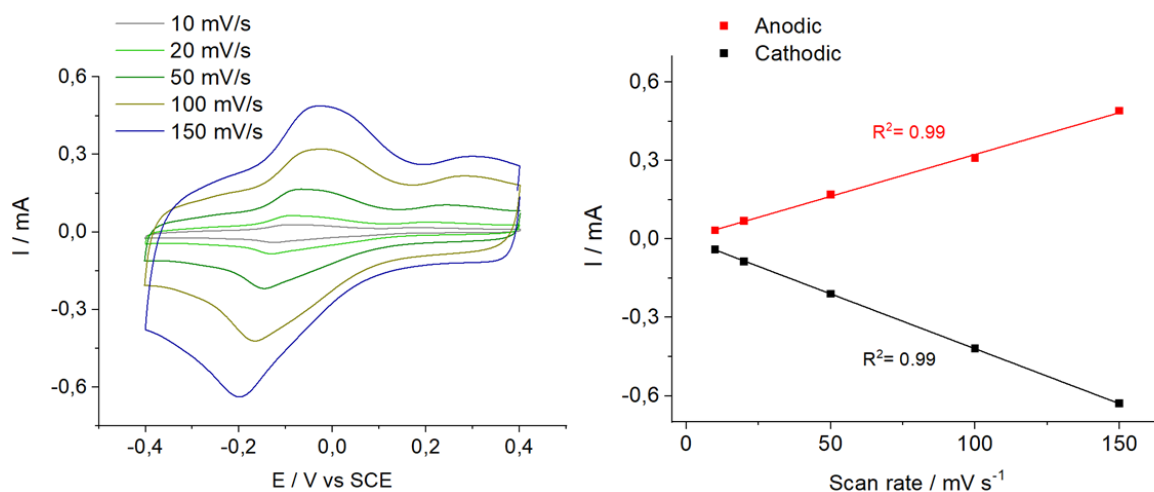 10 mV/s
20 mV/s
50 mV/s
100 mV/s
150 mV/s
0,6
0,3
0,0
-0,3
-0,6
I / mA
-0,4
-0,2
0,0
0,2
0,4
E / V vs SCE
Anodic
Cathodic
0,6
0,3
0,0
-0,3
-0,6
I / mA
R²= 0.99
R²= 0.99
0
50
100
150
Scan rate / mV s⁻¹